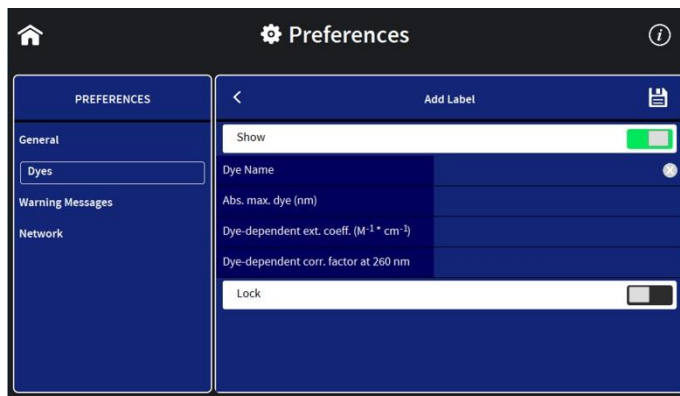 Preferences
PREFERENCES
General
Dyes
Warning Messages
Network
Add Label
Show
Dye Name
Abs. max. dye (nm)
Dye-dependent ext. coeff. (M⁻¹ * cm⁻¹)
Dye-dependent corr. factor at 260 nm
Lock